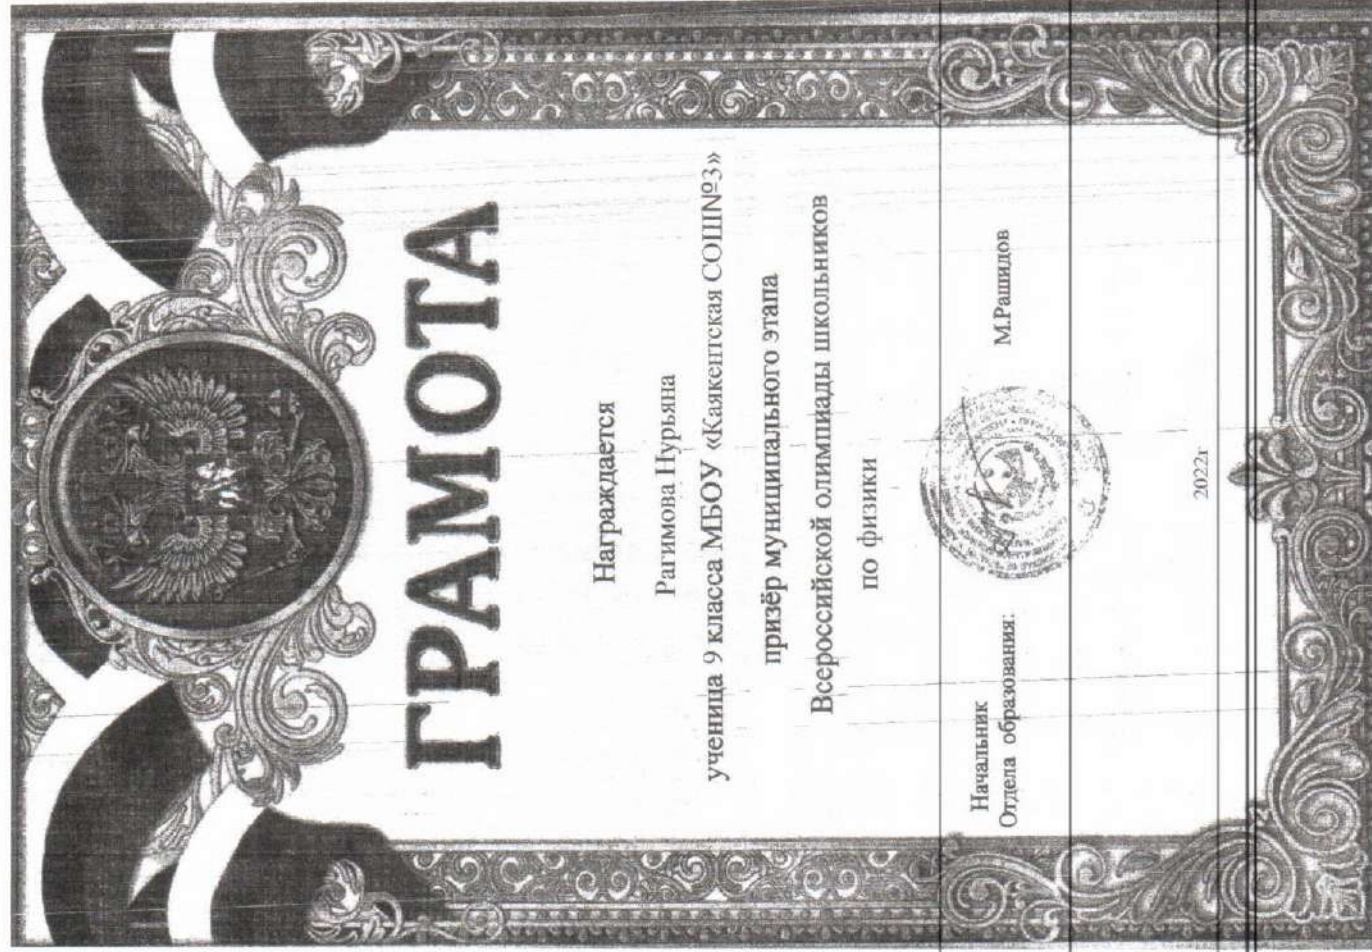 ГРАМОТА
Награждается
Рагимова Нурьяна
ученица 9 класса МБОУ «Каякентская СОШ№3»
призёр муниципального этапа
Всероссийской олимпиады школьников
по физики
Начальник
Отдела образования: М.Рашидов
2022г